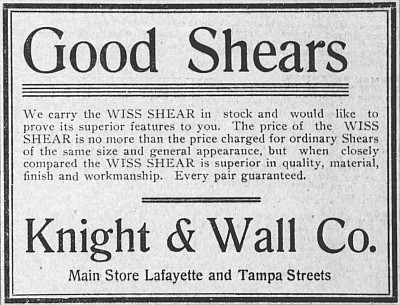 Good Shears
We carry the WISS SHEAR in stock and would like to
prove its superior features to you. The price of the WISS
SHEAR is no more than the price charged for ordinary Shears
of the same size and general appearance, but when closely
compared the WISS SHEAR is superior in quality, material,
finish and workmanship. Every pair guaranteed.
Knight & Wall Co.
Main Store Lafayette and Tampa Streets